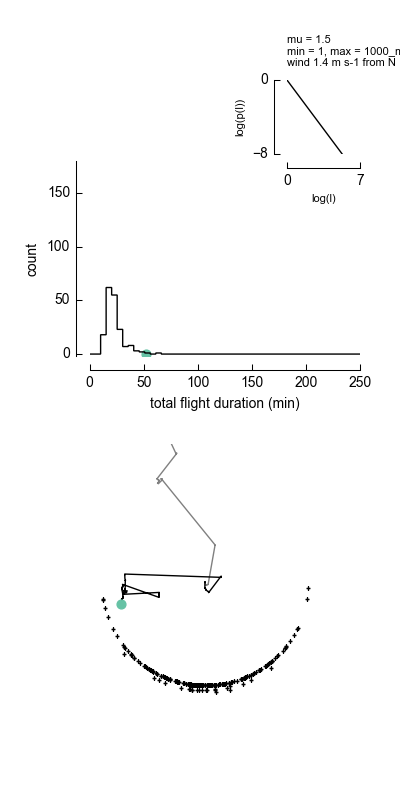 mu = 1.5
min = 1, max = 1000_m
wind 1.4 m s-1 from N
0
−8
log(p(l))
0 7
log(l)
150
100
50
0
count
0 50 100 150 200 250
total flight duration (min)